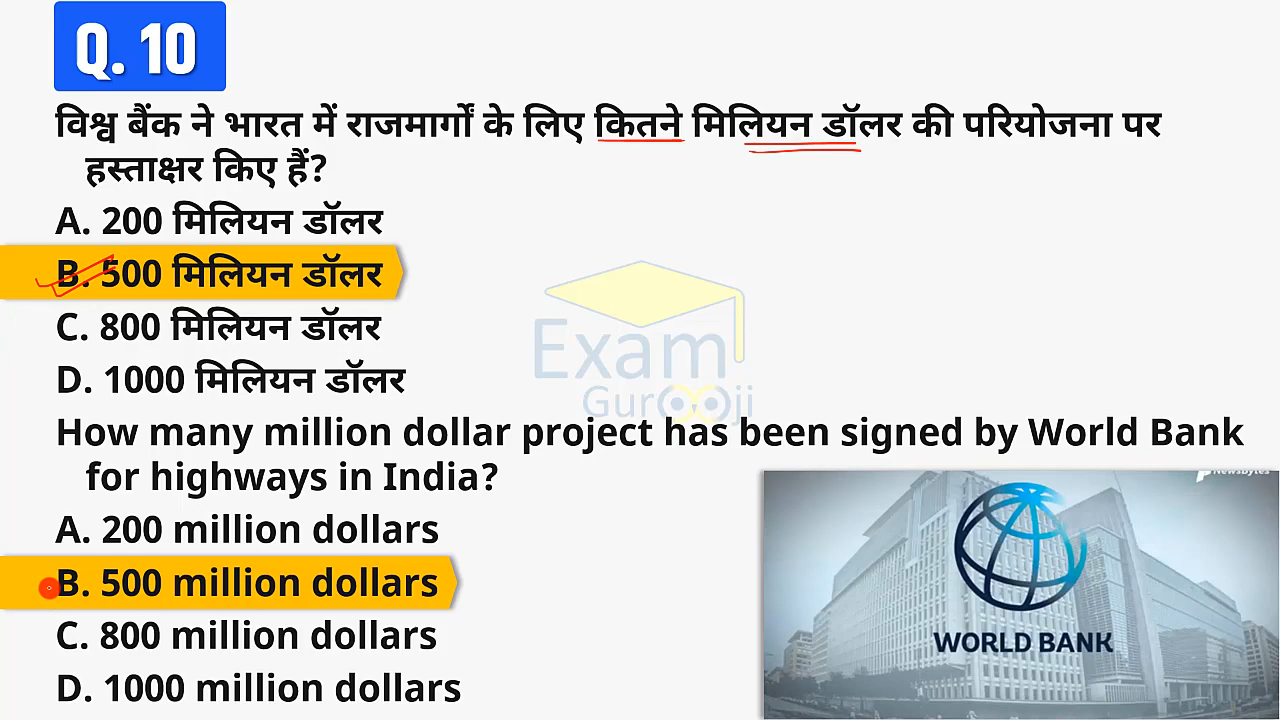 Q. 10
विश्व बैंक ने भारत में राजमार्गों के लिए कितने मिलियन डॉलर की परियोजना पर
हस्ताक्षर किए हैं?
A. 200 मिलियन डॉलर
B. 500 मिलियन डॉलर
C. 800 मिलियन डॉलर
D. 1000 मिलियन डॉलर
Exam
Gurooji
How many million dollar project has been signed by World Bank
for highways in India?
A. 200 million dollars
B. 500 million dollars
C. 800 million dollars
D. 1000 million dollars
newsbytes
WORLD BANK